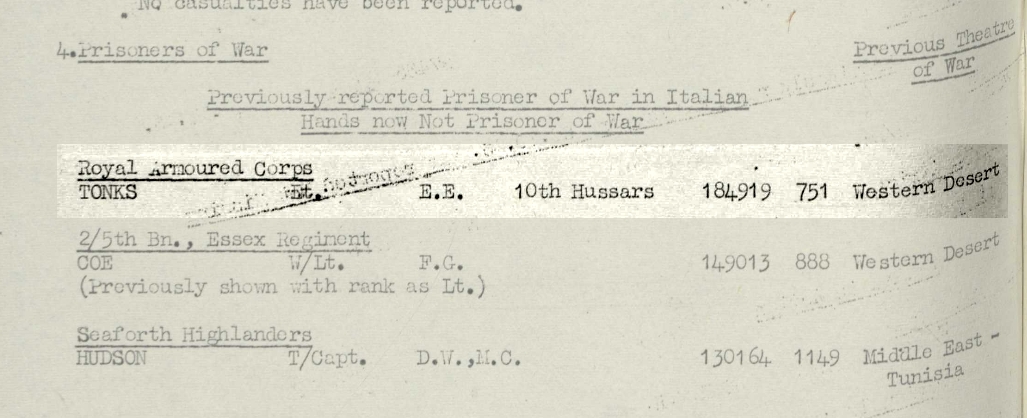 No casualties have been reported.
4. Prisoners of War
Previous Theatre
of War
Previously reported Prisoner of War in Italian
Hands now Not Prisoner of War
Royal Armoured Corps
TONKS Lt. E.E. 10th Hussars 184919 751 Western Desert
2/5th Bn., Essex Regiment
COE W/Lt. F.G. 149013 888 Western Desert
(Previously shown with rank as Lt.)
Seaforth Highlanders
HUDSON T/Capt. D.W.,M.C. 130164 1149 Middle East -
Tunisia